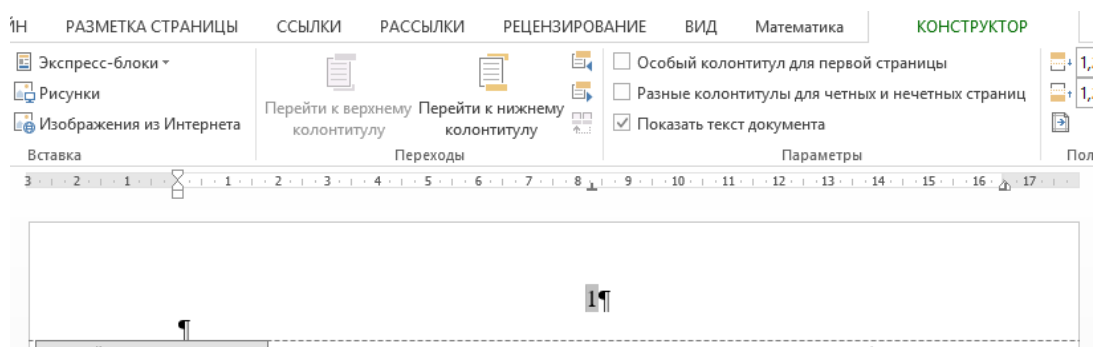 ЙН РАЗМЕТКА СТРАНИЦЫ ССЫЛКИ РАССЫЛКИ РЕЦЕНЗИРОВАНИЕ ВИД Математика КОНСТРУКТОР
Экспресс-блоки
Рисунки
Изображения из Интернета
Вставка
Перейти к верхнему колонтитулу
Перейти к нижнему колонтитулу
Переходы
Особый колонтитул для первой страницы
Разные колонтитулы для четных и нечетных страниц
Показать текст документа
Параметры
1,
1,
Пол
3 2 1 1 2 3 4 5 6 7 8 9 10 11 12 13 14 15 16 17
1¶
¶